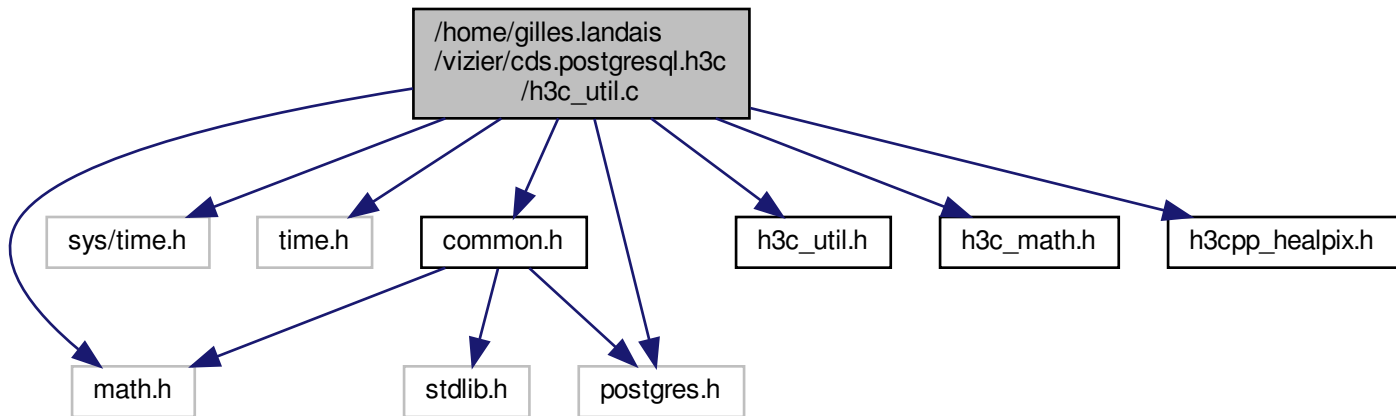 /home/gilles.landais
/vizier/cds.postgresql.h3c
/h3c_util.c
sys/time.h
time.h
common.h
h3c_util.h
h3c_math.h
h3cpp_healpix.h
math.h
stdlib.h
postgres.h